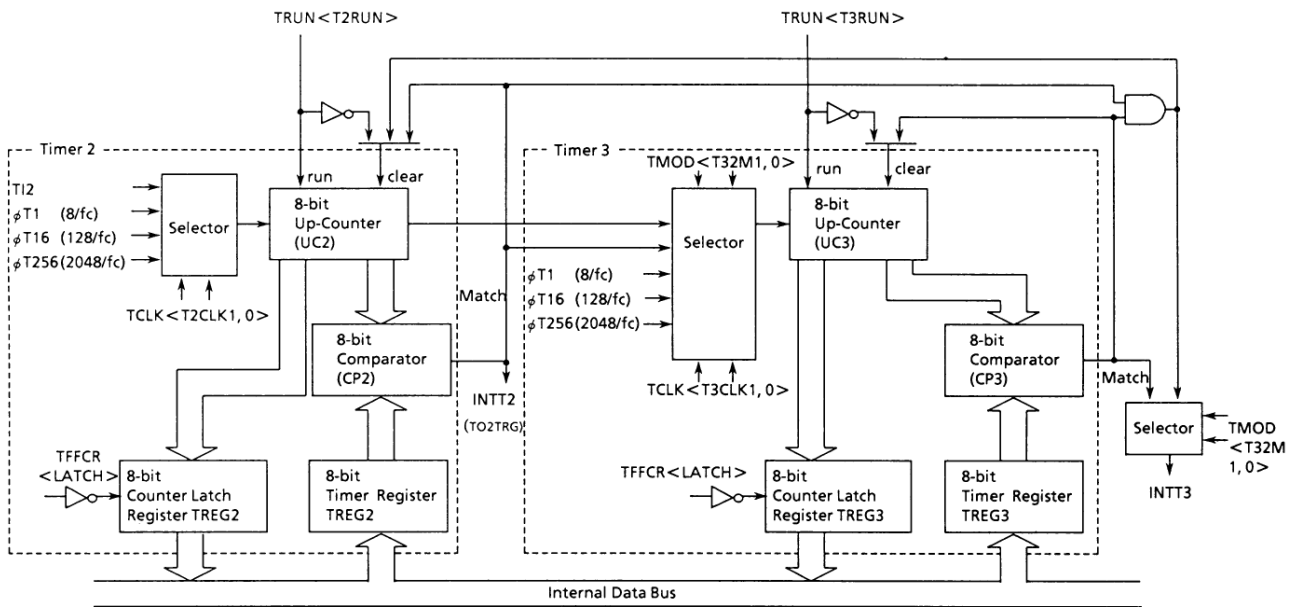 TRUN<T2RUN>
TRUN<T3RUN>
Timer 2
run
clear
TI2
φT1 (8/fc)
φT16 (128/fc)
φT256 (2048/fc)
Selector
8-bit
Up-Counter
(UC2)
TCLK<T2CLK1, 0>
Match
8-bit
Comparator
(CP2)
INTT2
(TO2TRG)
TFFCR
<LATCH>
8-bit
Counter Latch
Register TREG2
8-bit
Timer Register
TREG2
Timer 3
TMOD<T32M1, 0>
run
clear
Selector
8-bit
Up-Counter
(UC3)
φT1 (8/fc)
φT16 (128/fc)
φT256 (2048/fc)
TCLK<T3CLK1, 0>
8-bit
Comparator
(CP3)
Match
Selector
TMOD
<T32M
1, 0>
INTT3
TFFCR<LATCH>
8-bit
Counter Latch
Register TREG3
8-bit
Timer Register
TREG3
Internal Data Bus